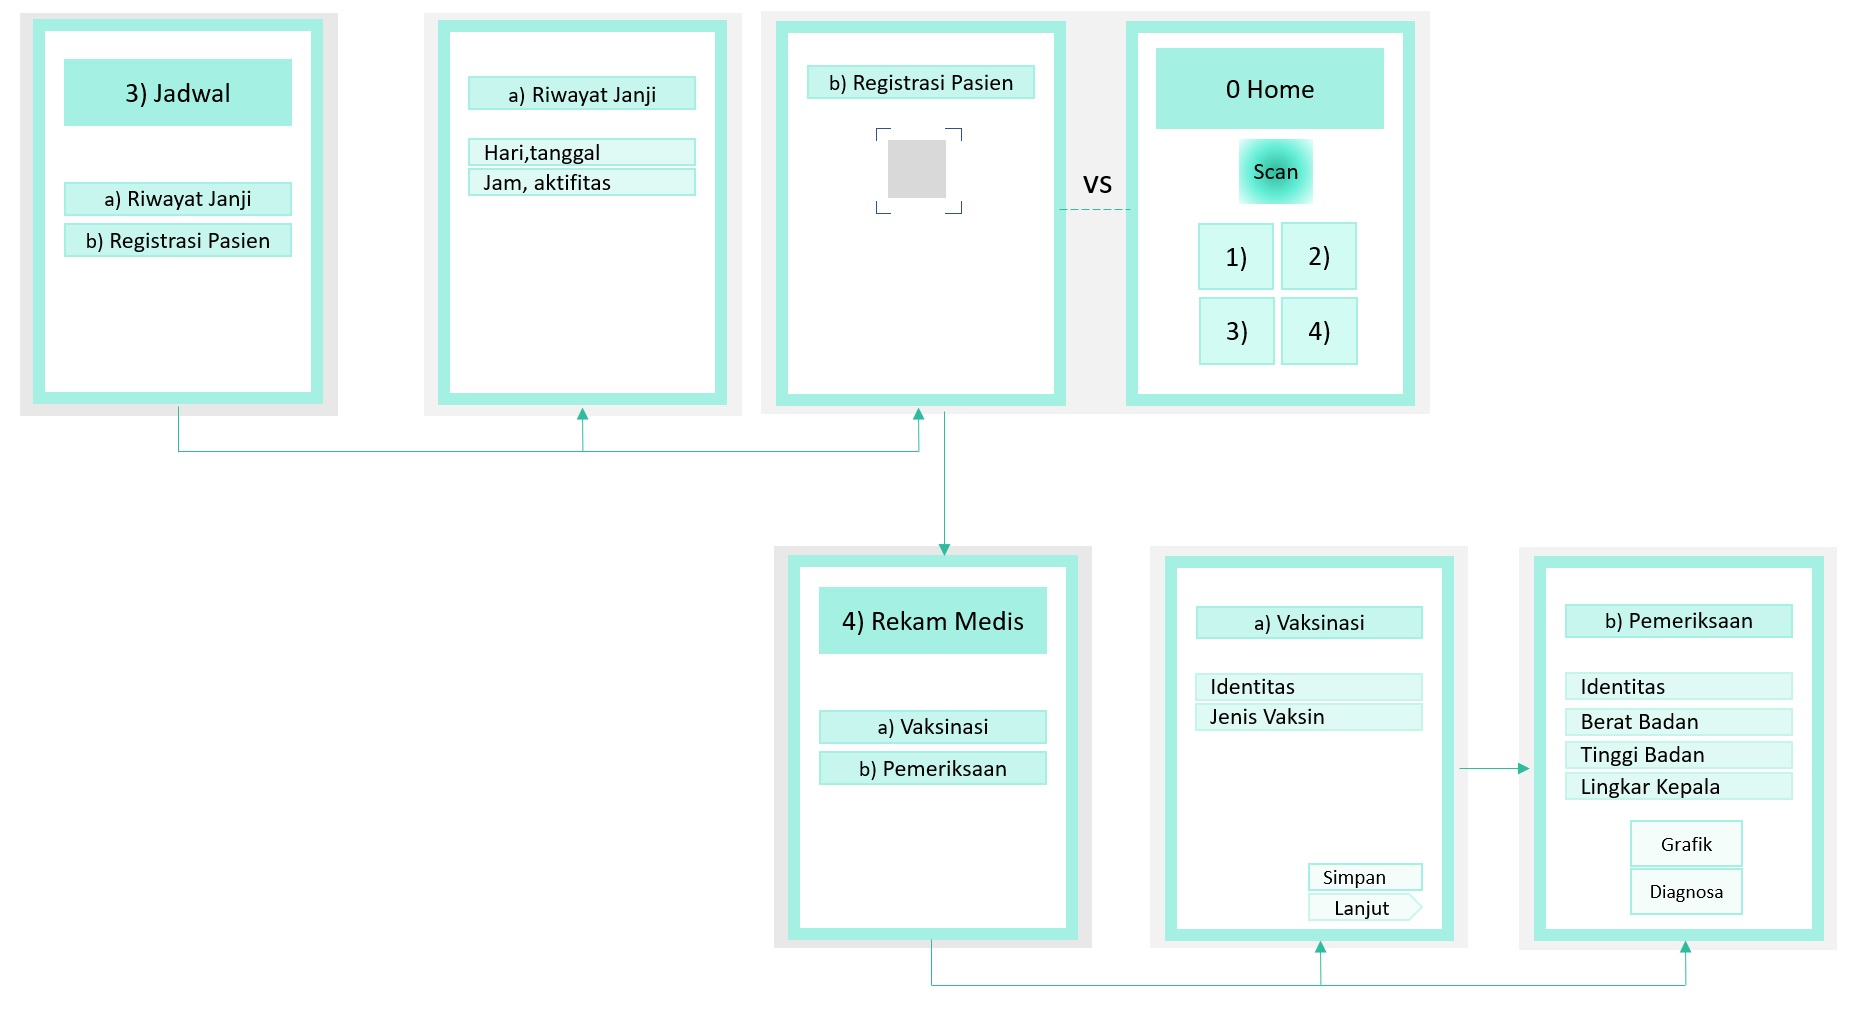 3) Jadwal
a) Riwayat Janji
b) Registrasi Pasien
a) Riwayat Janji
Hari,tanggal
Jam, aktifitas
b) Registrasi Pasien
vs
0 Home
Scan
1)
2)
3)
4)
4) Rekam Medis
a) Vaksinasi
b) Pemeriksaan
a) Vaksinasi
Identitas
Jenis Vaksin
Simpan
Lanjut
b) Pemeriksaan
Identitas
Berat Badan
Tinggi Badan
Lingkar Kepala
Grafik
Diagnosa